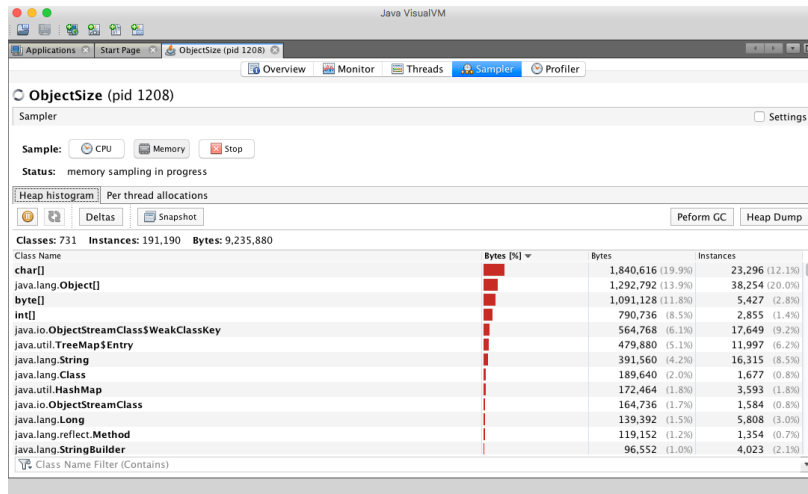 Java VisualVM
Applications Start Page ObjectSize (pid 1208)
Overview Monitor Threads Sampler Profiler
ObjectSize (pid 1208)
Sampler Settings
Sample: CPU Memory Stop
Status: memory sampling in progress
Heap histogram Per thread allocations
Deltas Snapshot Peform GC Heap Dump
Classes: 731 Instances: 191,190 Bytes: 9,235,880
Class Name Bytes [%] Bytes Instances
char[] 1,840,616 (19.9%) 23,296 (12.1%)
java.lang.Object[] 1,292,792 (13.9%) 38,254 (20.0%)
byte[] 1,091,128 (11.8%) 5,427 (2.8%)
int[] 790,736 (8.5%) 2,855 (1.4%)
java.io.ObjectStreamClass$WeakClassKey 564,768 (6.1%) 17,649 (9.2%)
java.util.TreeMap$Entry 479,880 (5.1%) 11,997 (6.2%)
java.lang.String 391,560 (4.2%) 16,315 (8.5%)
java.lang.Class 189,640 (2.0%) 1,677 (0.8%)
java.util.HashMap 172,464 (1.8%) 3,593 (1.8%)
java.io.ObjectStreamClass 164,736 (1.7%) 1,584 (0.8%)
java.lang.Long 139,392 (1.5%) 5,808 (3.0%)
java.lang.reflect.Method 119,152 (1.2%) 1,354 (0.7%)
java.lang.StringBuilder 96,552 (1.0%) 4,023 (2.1%)
Class Name Filter (Contains)